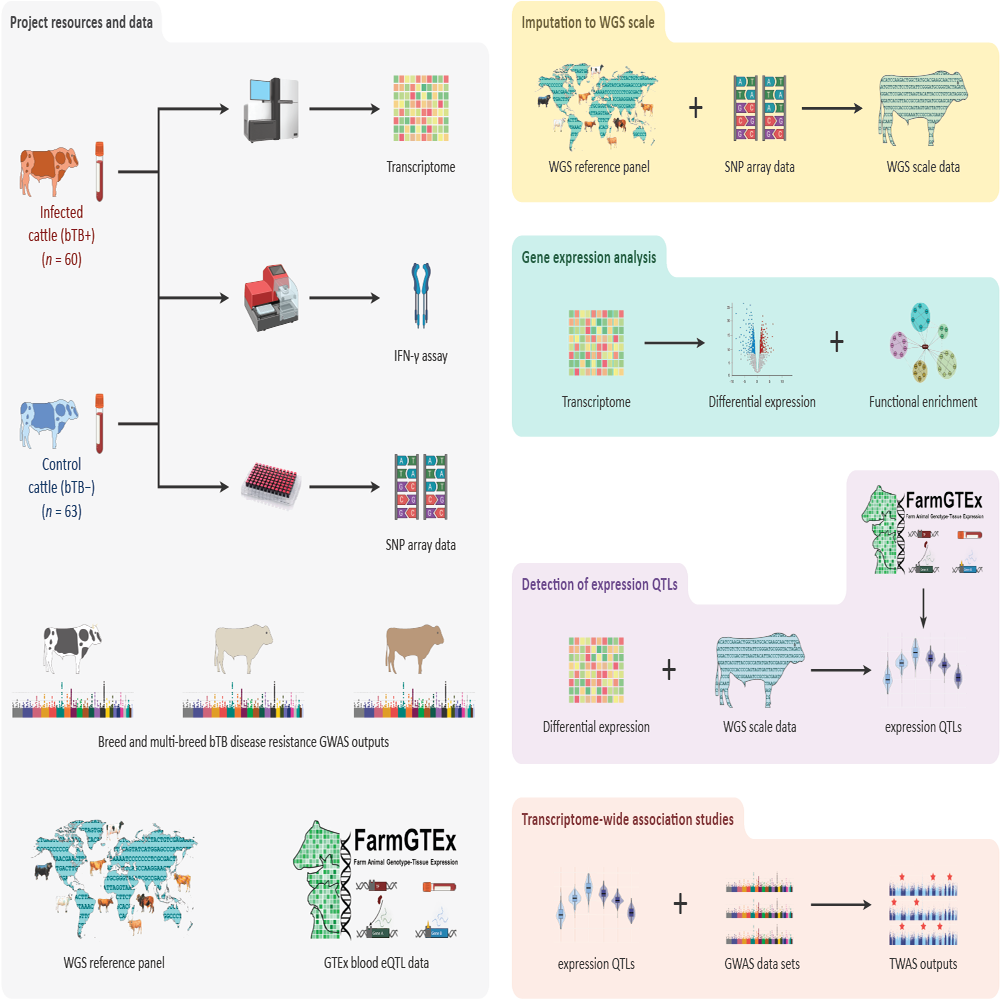 Project resources and data
Transcriptome
Infected
cattle (bTB+)
(n = 60)
IFN-γ assay
Control
cattle (bTB−)
(n = 63)
SNP array data
Breed and multi-breed bTB disease resistance GWAS outputs
WGS reference panel
FarmGTEx
Farm Animal Genotype-Tissue Expression
GTEx blood eQTL data
Imputation to WGS scale
+
WGS reference panel
SNP array data
WGS scale data
Gene expression analysis
+
Transcriptome
Differential expression
Functional enrichment
FarmGTEx
Farm Animal Genotype-Tissue Expression
Detection of expression QTLs
+
Differential expression
WGS scale data
expression QTLs
Transcriptome-wide association studies
+
expression QTLs
GWAS data sets
TWAS outputs